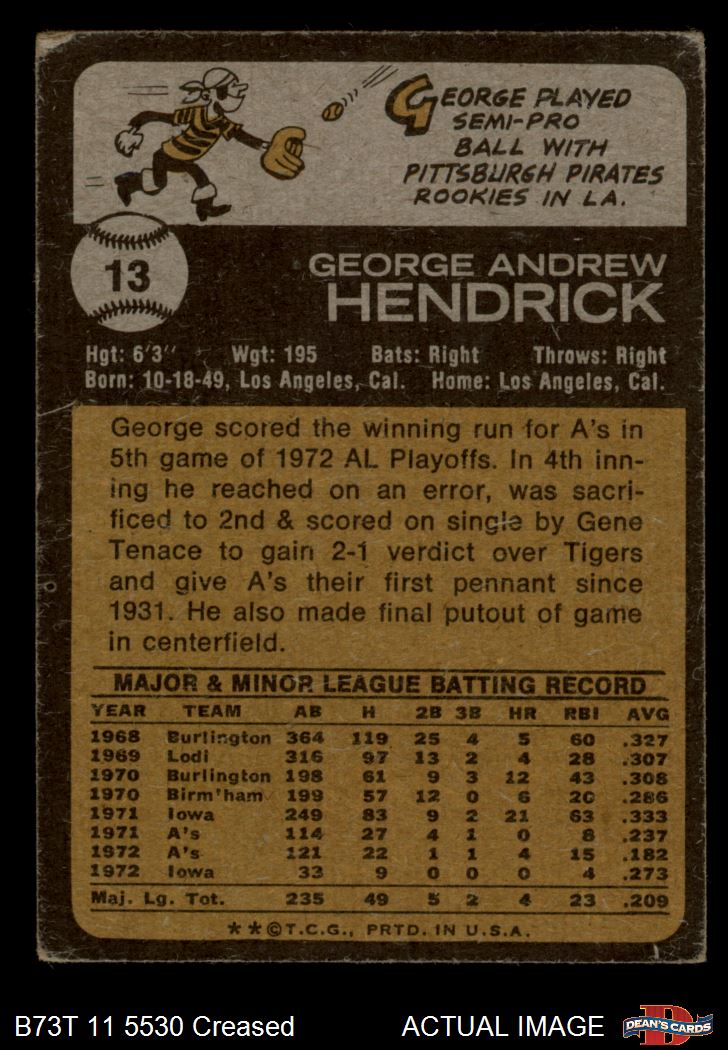 GEORGE PLAYED
SEMI-PRO
BALL WITH
PITTSBURGH PIRATES
ROOKIES IN LA.
13
GEORGE ANDREW
HENDRICK
Hgt: 6'3'' Wgt: 195 Bats: Right Throws: Right
Born: 10-18-49, Los Angeles, Cal. Home: Los Angeles, Cal.
George scored the winning run for A's in
5th game of 1972 AL Playoffs. In 4th inn-
ing he reached on an error, was sacri-
ficed to 2nd & scored on single by Gene
Tenace to gain 2-1 verdict over Tigers
and give A's their first pennant since
1931. He also made final putout of game
in centerfield.
MAJOR & MINOR LEAGUE BATTING RECORD
YEAR TEAM AB H 2B 3B HR RBI AVG
1968 Burlington 364 119 25 4 5 60 .327
1969 Lodi 316 97 13 2 4 28 .307
1970 Burlington 198 61 9 3 12 43 .308
1970 Birm'ham 199 57 12 0 6 20 .286
1971 Iowa 249 83 9 2 21 63 .333
1971 A's 114 27 4 1 0 8 .237
1972 A's 121 22 1 1 4 15 .182
1972 Iowa 33 9 0 0 0 4 .273
Maj. Lg. Tot. 235 49 5 2 4 23 .209
**©T.C.G., PRTD. IN U.S.A.
B73T 11 5530 Creased ACTUAL IMAGE
D
DEAN'S CARDS